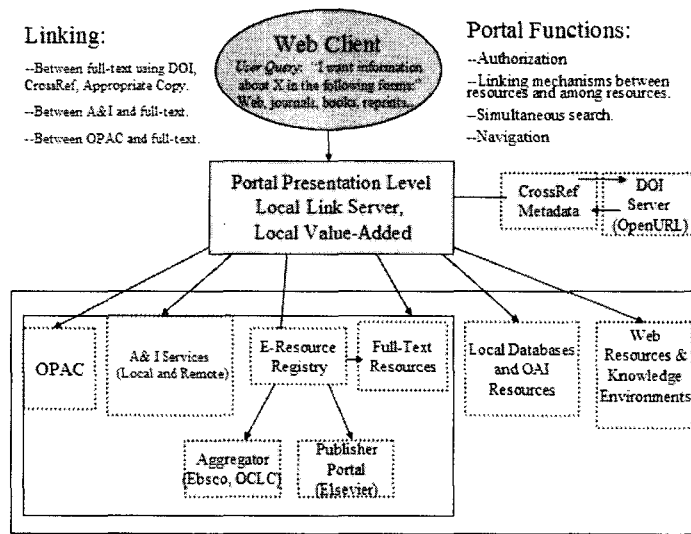 Linking:
--Between full-text using DOI,
CrossRef, Appropriate Copy.
--Between A&I and full-text.
--Between OPAC and full-text.
Web Client
User Query: "I want information
about X in the following forms:"
Web, journals, books, reprints...
Portal Functions:
--Authorization
--Linking mechanisms between
resources and among resources.
--Simultaneous search.
--Navigation
Portal Presentation Level
Local Link Server,
Local Value-Added
CrossRef
Metadata
DOI
Server
(OpenURL)
OPAC
A& I Services
(Local and Remote)
E-Resource
Registry
Full-Text
Resources
Local Databases
and OAI
Resources
Web
Resources &
Knowledge
Environments
Aggregator
(Ebsco, OCLC)
Publisher
Portal
(Elsevier)